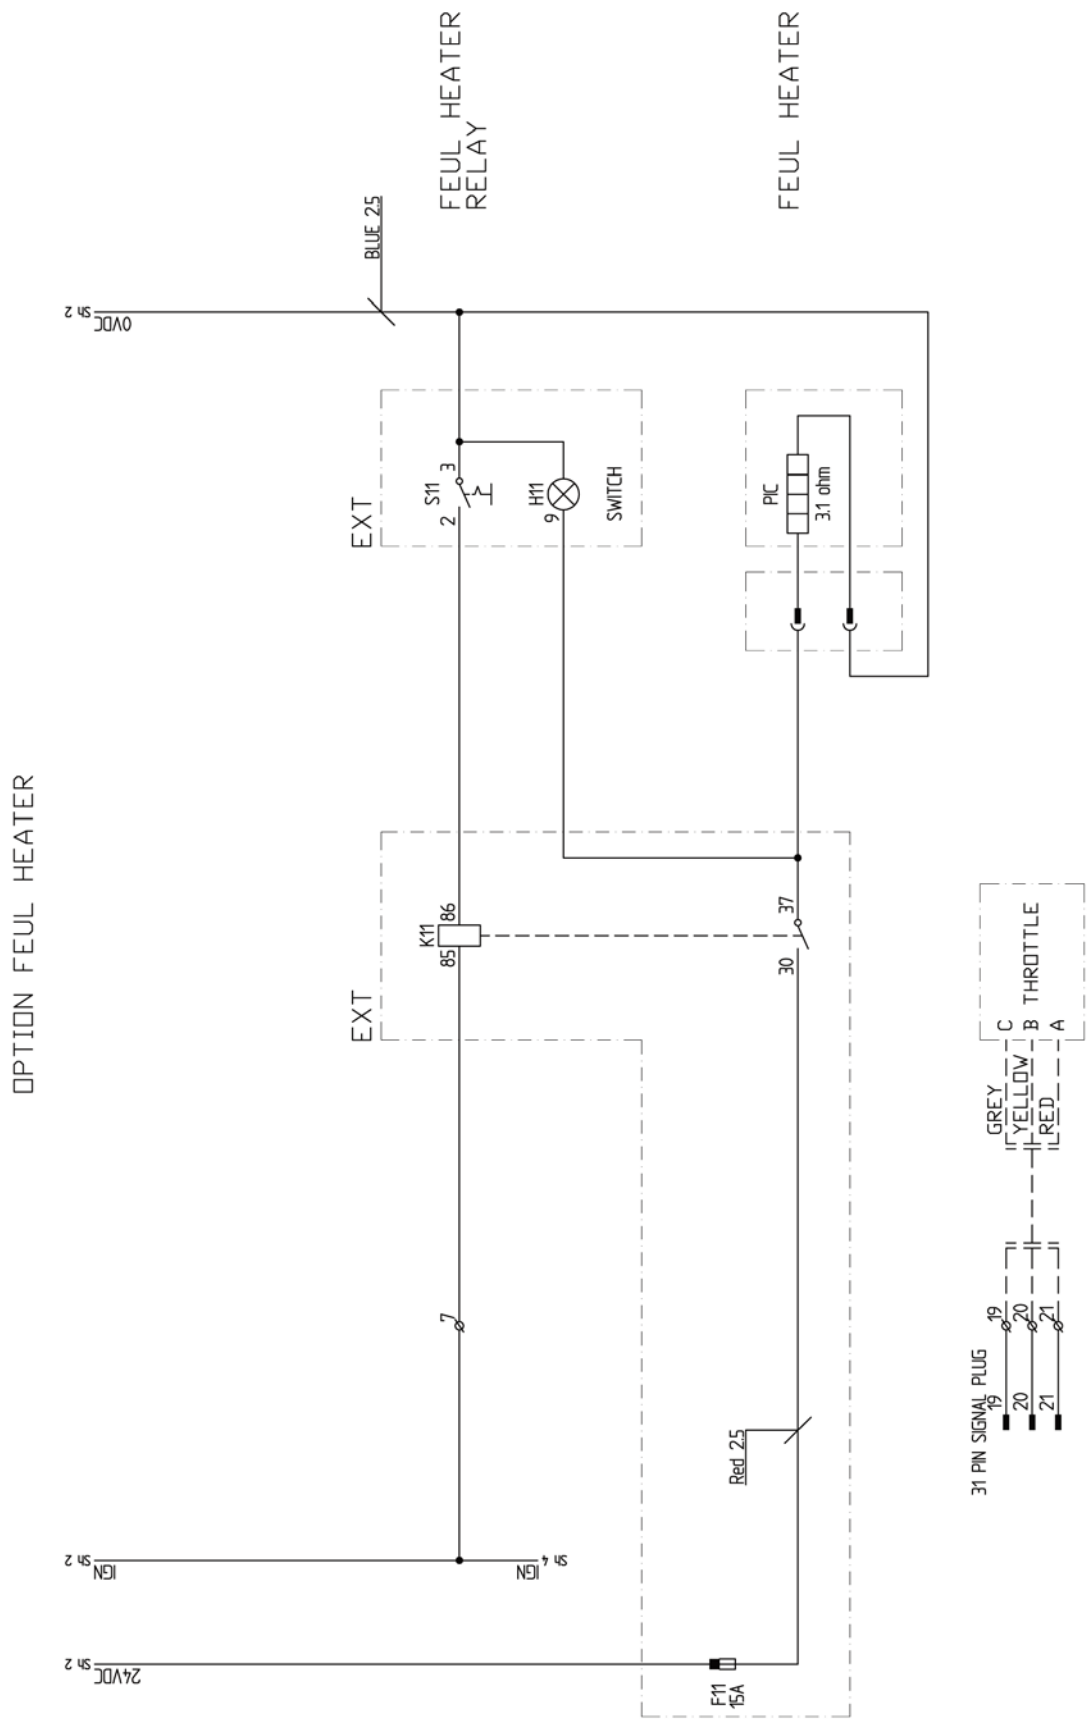 OPTION FEUL HEATER
FEUL HEATER
RELAY
FEUL HEATER
Sh 2
0VDC
BLUE 2.5
EXT
S11
3
2
H11
9
SWITCH
PIC
3.1 ohm
EXT
K11
86
85
37
30
7
Red 2.5
Sh 2
IGN
IGN
Sh 4
Sh 2
24VDC
F11
15A
THROTTLE
C
B
A
GREY
YELLOW
RED
19
20
21
31 PIN SIGNAL PLUG
19
20
21